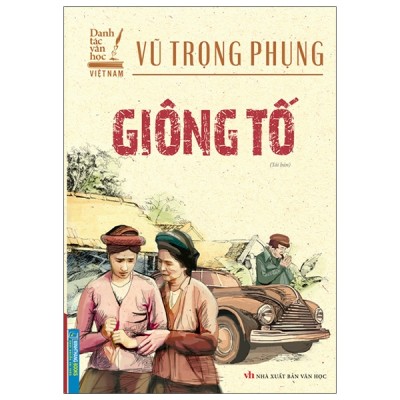 Danh
tác
văn
học
VIỆT NAM
VŨ TRỌNG PHỤNG
GIÔNG TỐ
(Tái bản)
NHÀ XUẤT BẢN VĂN HỌC